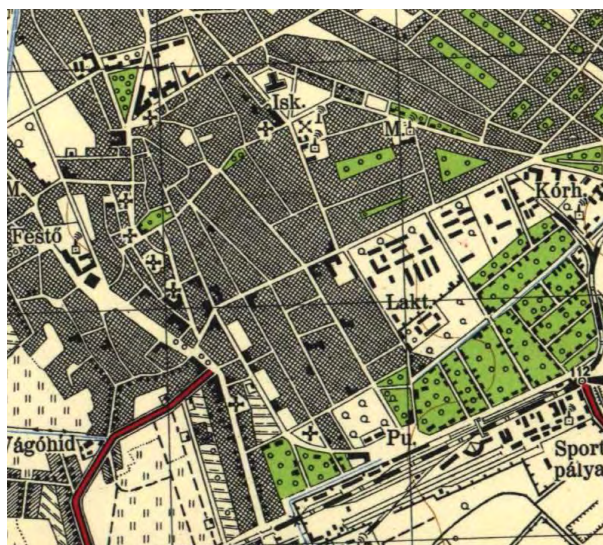 Isk.
M.
Kórh.
M.
Festő
Lakt.
112
Vágóhíd
Pu.
Sport
pálya